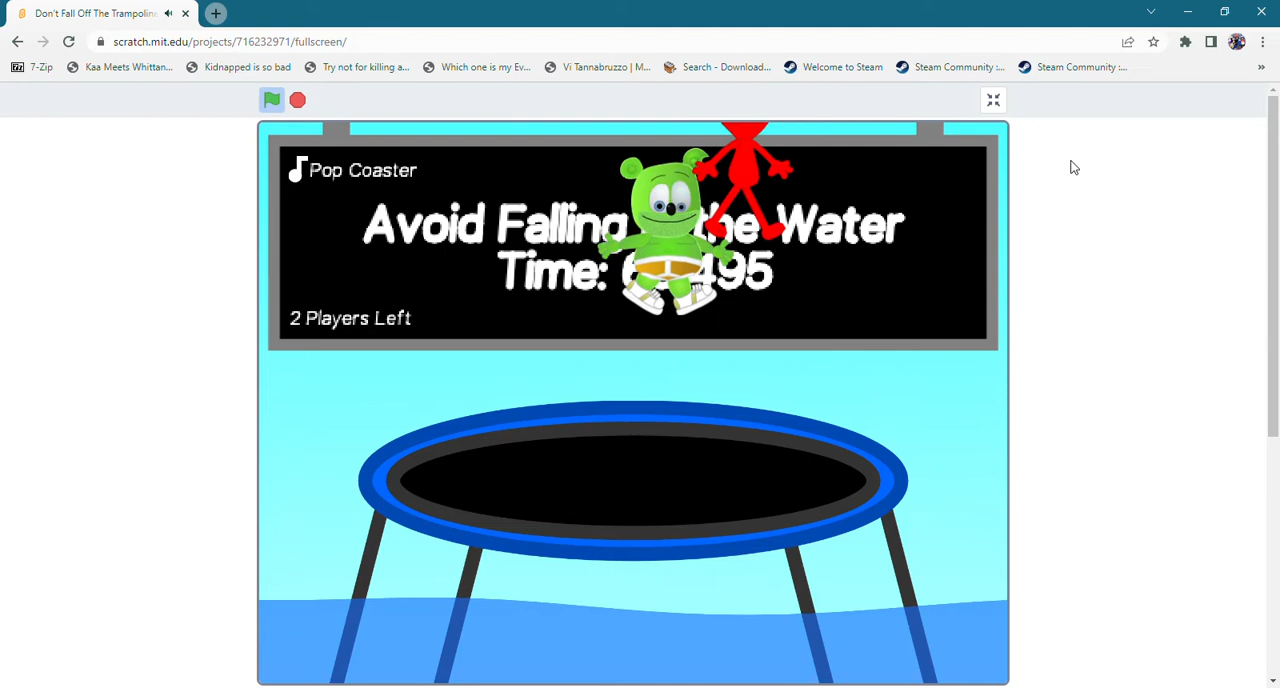 Don't Fall Off The Trampolin
scratch.mit.edu/projects/716232971/fullscreen/
7-Zip
Kaa Meets Whittan...
Kidnapped is so bad
Try not for killing a...
Which one is my Ev...
Vi Tannabruzzo | M...
Search - Download...
Welcome to Steam
Steam Community :...
Steam Community :...
Pop Coaster
Avoid Falling the Water
Time: 495
2 Players Left